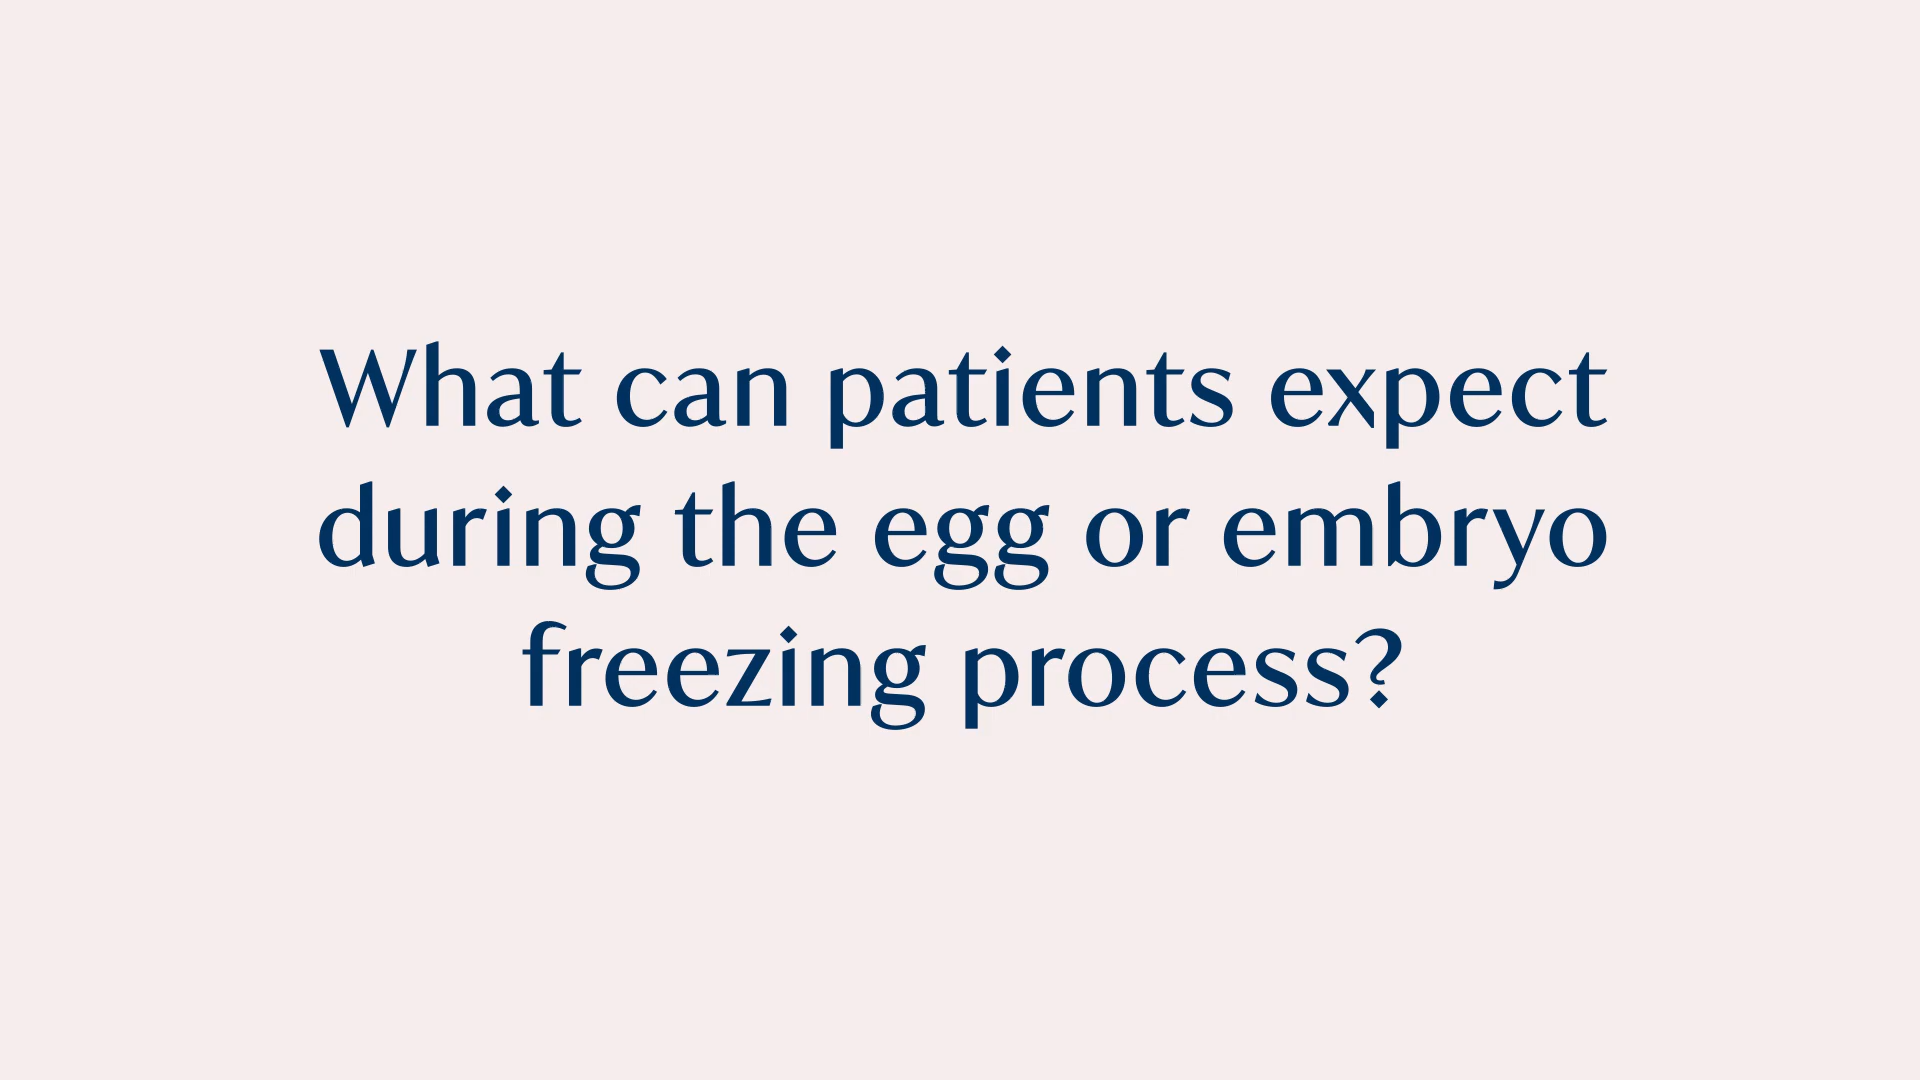 What can patients expect
during the egg or embryo
freezing process?